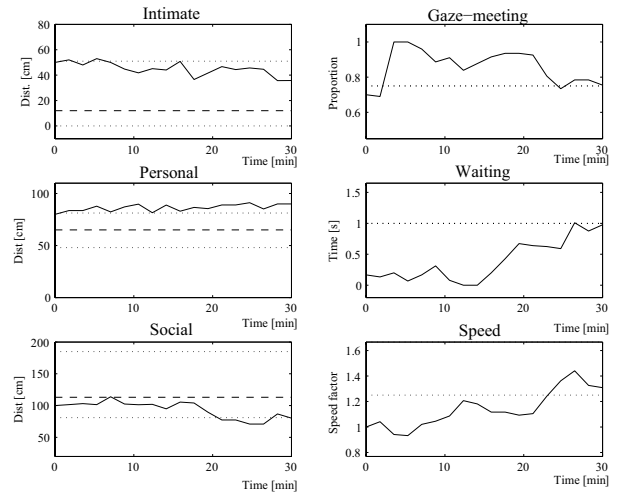 Intimate
80
60
40
20
0
Dist. [cm]
0 10 20 30
Time [min]
Gaze−meeting
1
0.8
0.6
Proportion
0 10 20 30
Time [min]
Personal
100
50
0
Dist [cm]
0 10 20 30
Time [min]
Waiting
1.5
1
0.5
0
Time [s]
0 10 20 30
Time [min]
Social
200
150
100
50
Dist [cm]
0 10 20 30
Time [min]
Speed
1.6
1.4
1.2
1
0.8
Speed factor
0 10 20 30
Time [min]